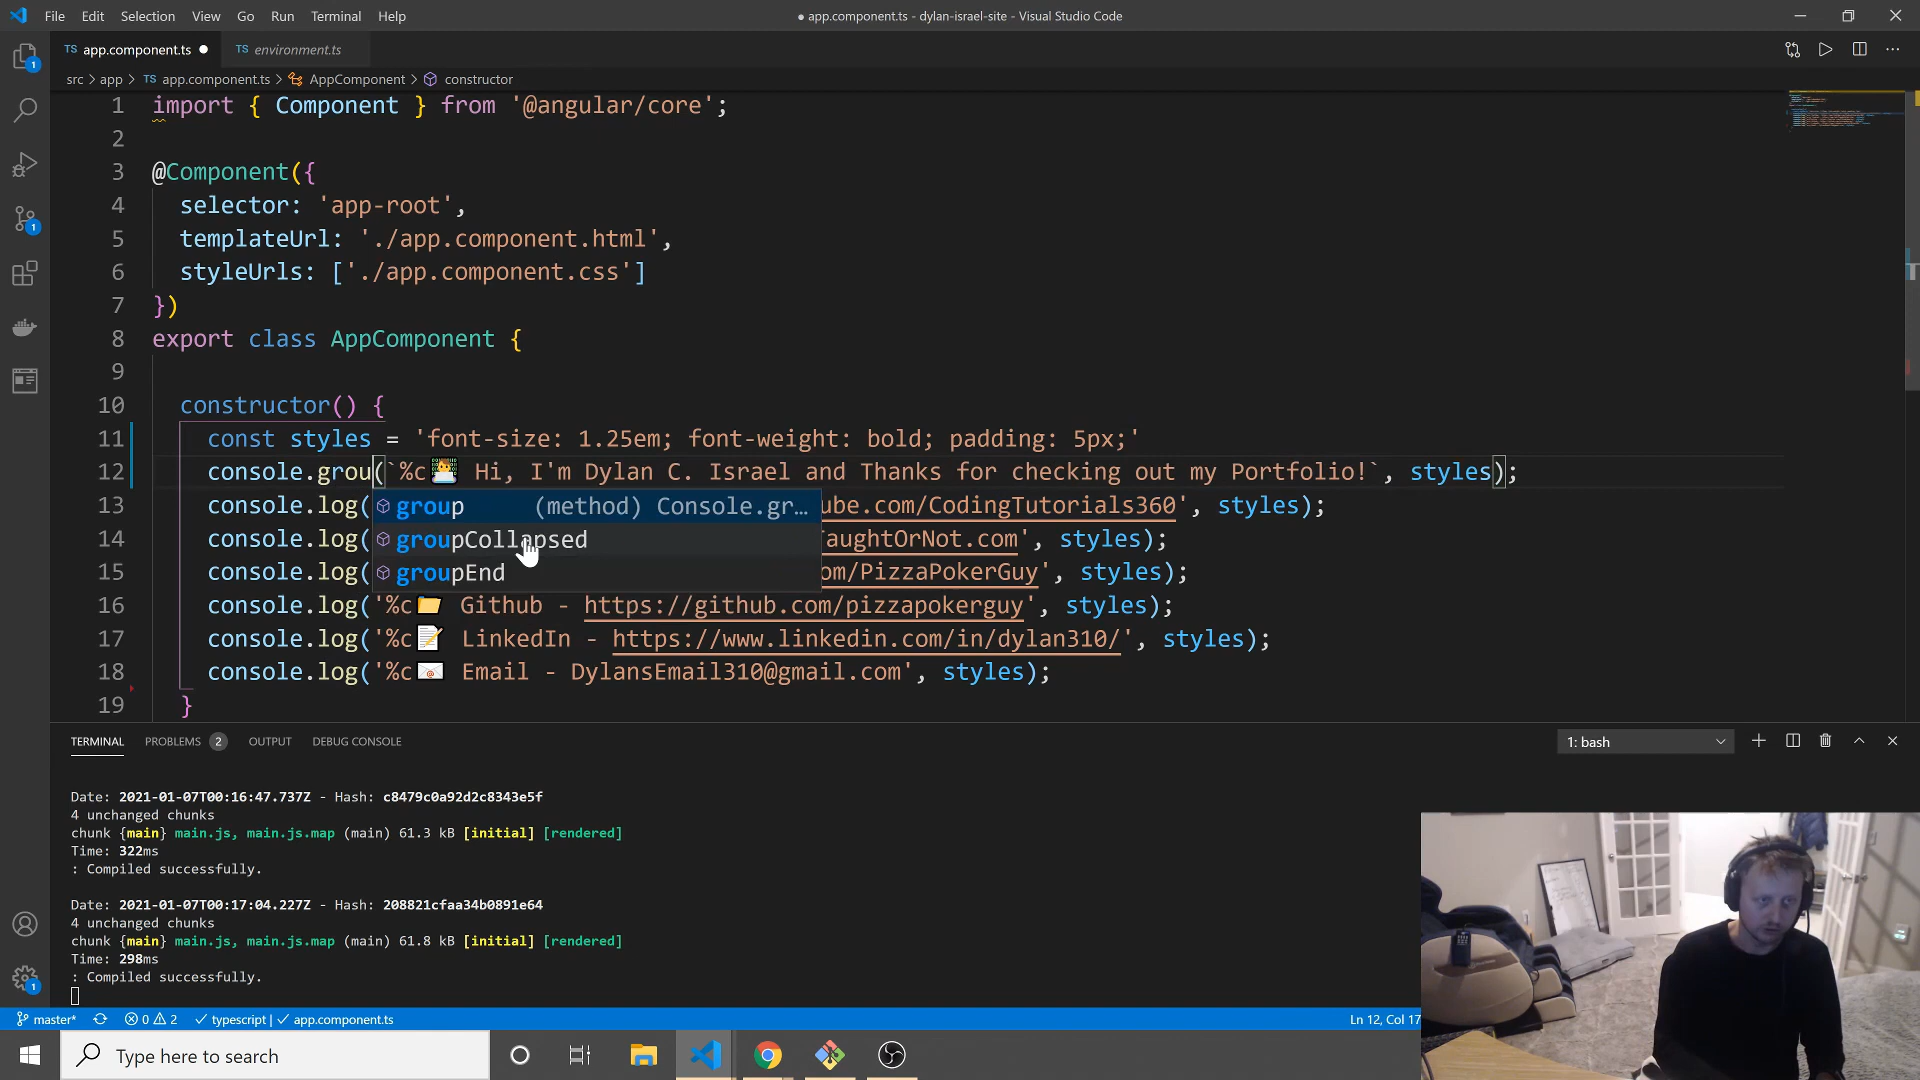 File Edit Selection View Go Run Terminal Help
● app.component.ts - dylan-israel-site - Visual Studio Code
TS app.component.ts ●
TS environment.ts
src > app > TS app.component.ts > AppComponent > constructor
1 import { Component } from '@angular/core';
2
3 @Component({
4 selector: 'app-root',
5 templateUrl: './app.component.html',
6 styleUrls: ['./app.component.css']
7 })
8 export class AppComponent {
9
10 constructor() {
11 const styles = 'font-size: 1.25em; font-weight: bold; padding: 5px;'
12 console.grou(`%c👨‍💻 Hi, I'm Dylan C. Israel and Thanks for checking out my Portfolio!`, styles);
group (method) Console.gr…
groupCollapsed
groupEnd
13 console.log( ube.com/CodingTutorials360', styles);
14 console.log( aughtOrNot.com', styles);
15 console.log( om/PizzaPokerGuy', styles);
16 console.log('%c📁 Github - https://github.com/pizzapokerguy', styles);
17 console.log('%c📝 LinkedIn - https://www.linkedin.com/in/dylan310/', styles);
18 console.log('%c📧 Email - DylansEmail310@gmail.com', styles);
19 }
TERMINAL PROBLEMS 2 OUTPUT DEBUG CONSOLE
1: bash
Date: 2021-01-07T00:16:47.737Z - Hash: c8479c0a92d2c8343e5f
4 unchanged chunks
chunk {main} main.js, main.js.map (main) 61.3 kB [initial] [rendered]
Time: 322ms
: Compiled successfully.
Date: 2021-01-07T00:17:04.227Z - Hash: 208821cfaa34b0891e64
4 unchanged chunks
chunk {main} main.js, main.js.map (main) 61.8 kB [initial] [rendered]
Time: 298ms
: Compiled successfully.
master* 0 2 typescript | app.component.ts
Ln 12, Col 17
Type here to search